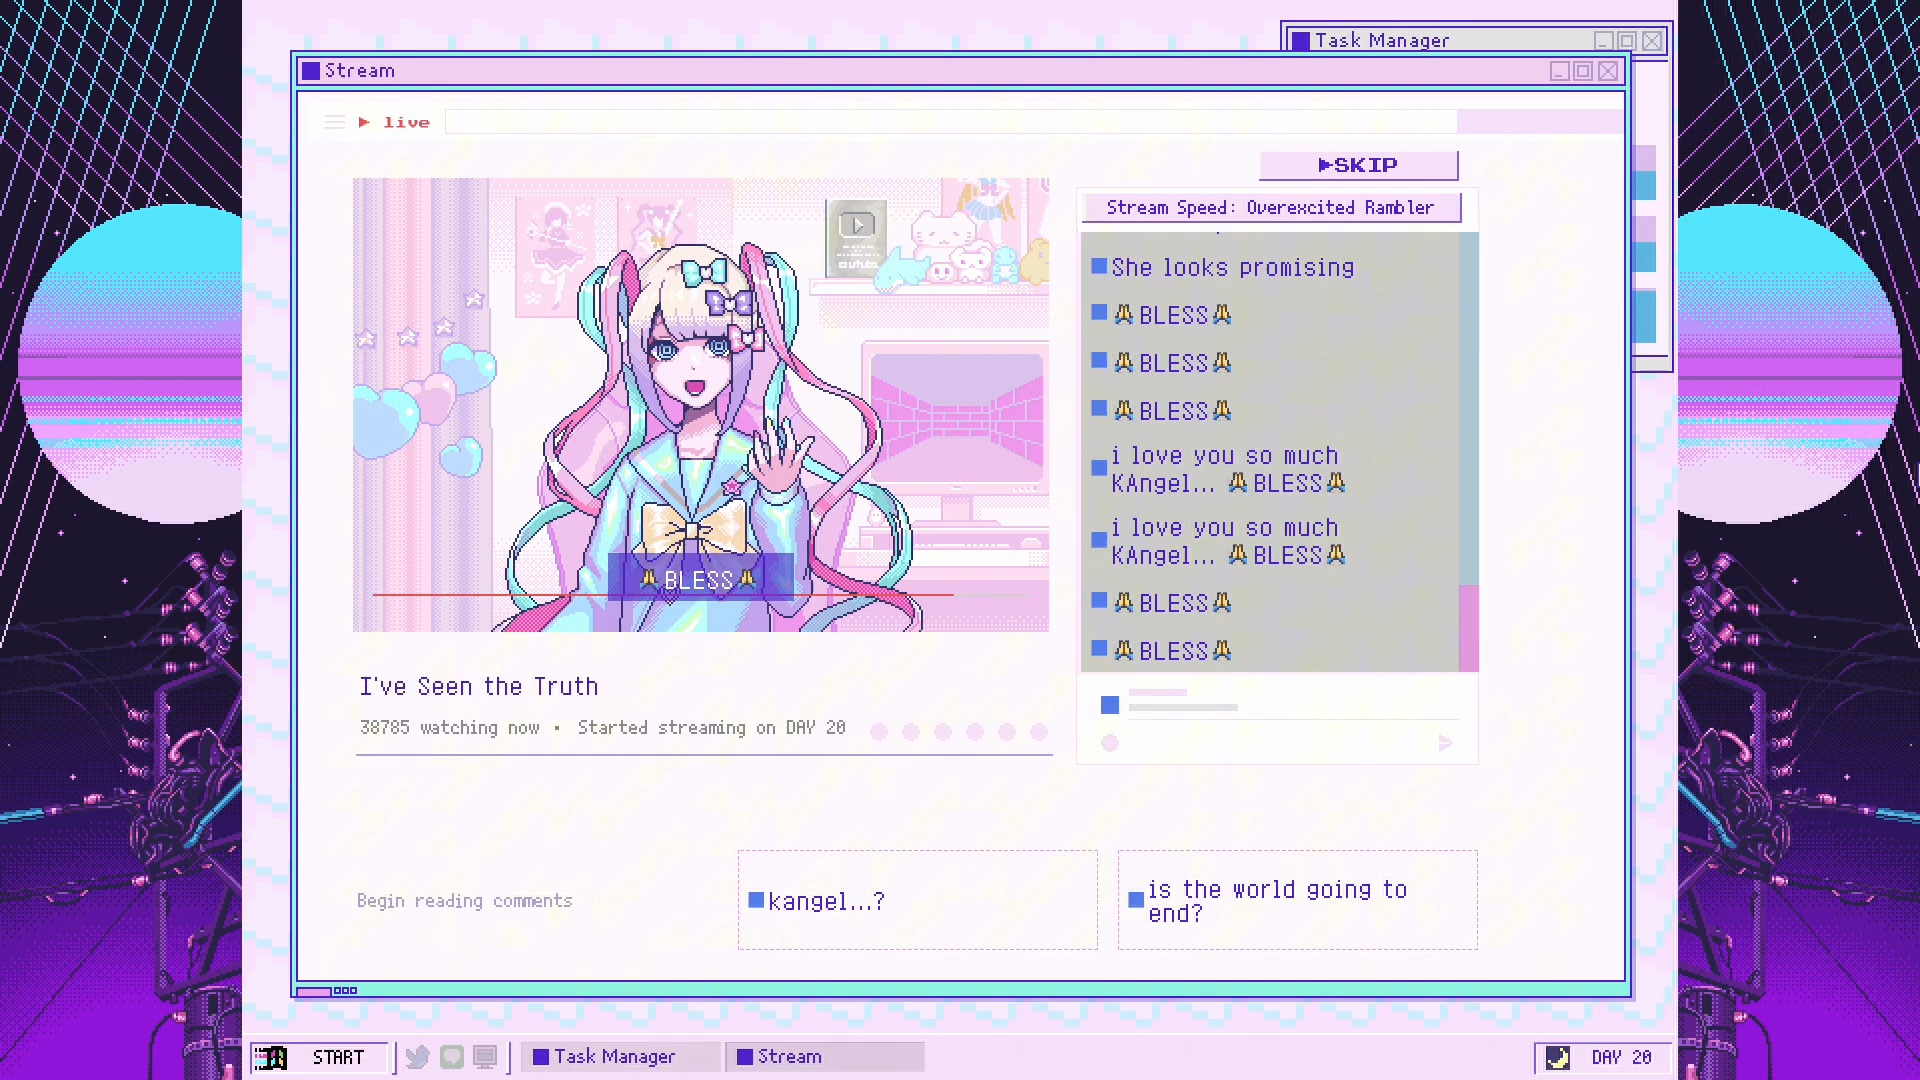 Task Manager
Stream
live
▶SKIP
Stream Speed: Overexcited Rambler
She looks promising
🙏BLESS🙏
🙏BLESS🙏
🙏BLESS🙏
i love you so much
KAngel... 🙏BLESS🙏
i love you so much
KAngel... 🙏BLESS🙏
🙏BLESS🙏
🙏BLESS🙏
🙏BLESS🙏
I've Seen the Truth
38785 watching now • Started streaming on DAY 20
Begin reading comments
kangel...?
is the world going to
end?
START
Task Manager
Stream
DAY 20